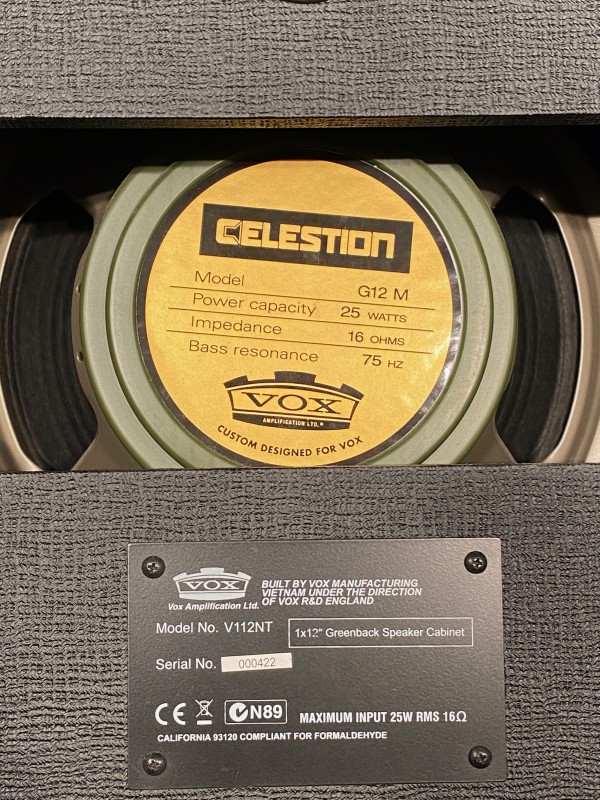 CELESTION
Model G12 M
Power capacity 25 WATTS
Impedance 16 OHMS
Bass resonance 75 HZ
VOX
AMPLIFICATION LTD.®
CUSTOM DESIGNED FOR VOX
VOX
Vox Amplification Ltd.
BUILT BY VOX MANUFACTURING
VIETNAM UNDER THE DIRECTION
OF VOX R&D ENGLAND
Model No. V112NT 1x12" Greenback Speaker Cabinet
Serial No. 000422
CE N89 MAXIMUM INPUT 25W RMS 16Ω
CALIFORNIA 93120 COMPLIANT FOR FORMALDEHYDE